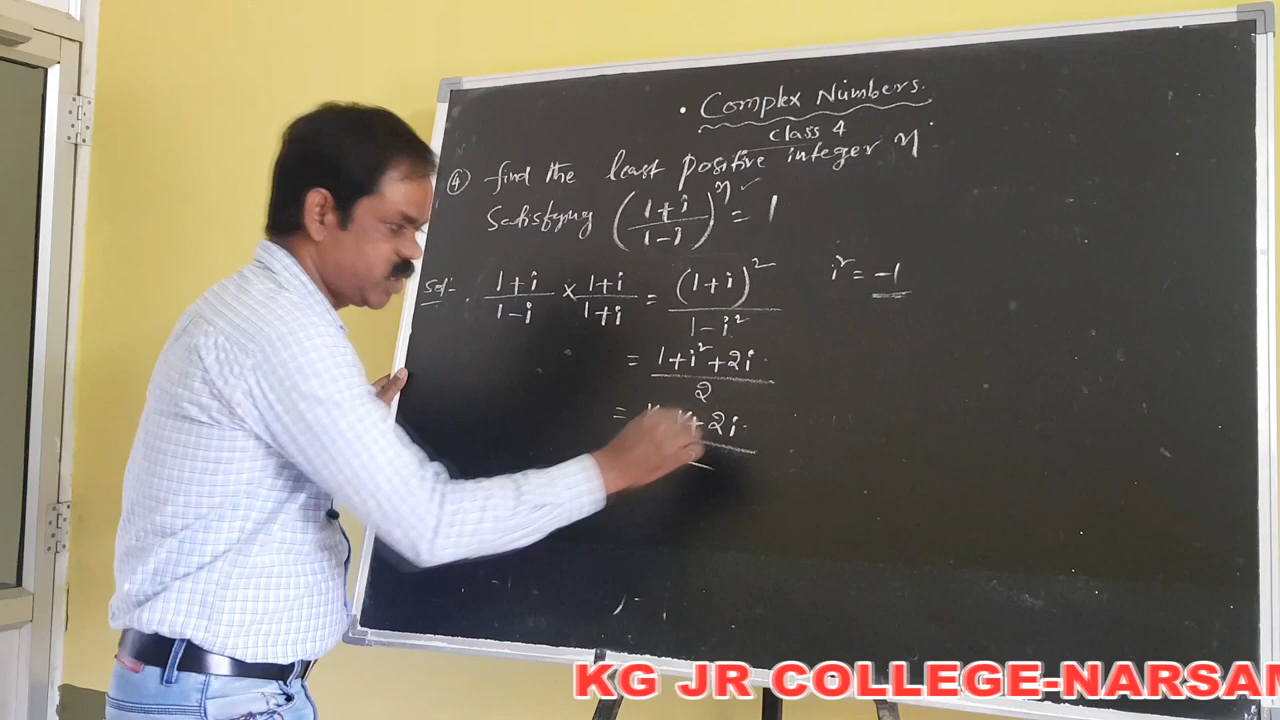 . Complex Numbers.
class 4
④ find the least positive integer n
Satisfying ((1+i)/(1-i))^n = 1
Sol:- . (1+i)/(1-i) × (1+i)/(1+i) = (1+i)²/(1-i²) i² = -1
= (1+i²+2i)/2
= +2i
KG JR COLLEGE-NARSAN